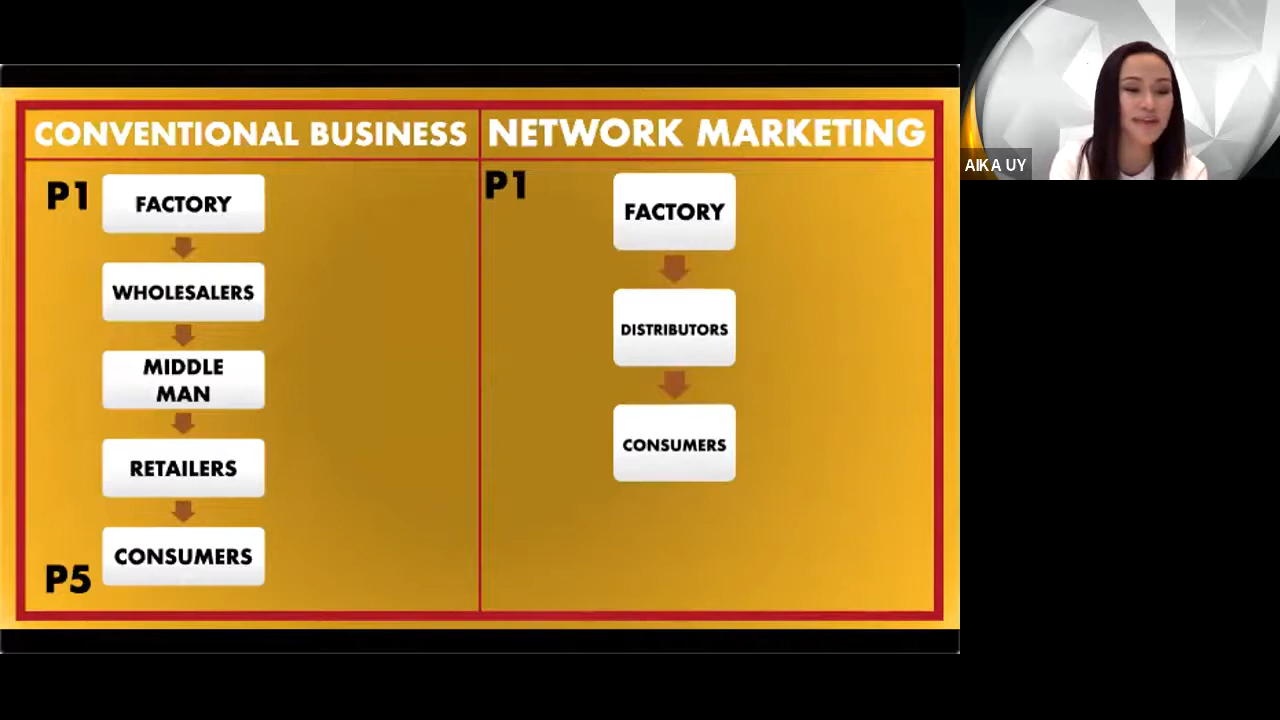 CONVENTIONAL BUSINESS
P1
FACTORY
WHOLESALERS
MIDDLE
MAN
RETAILERS
CONSUMERS
P5
NETWORK MARKETING
P1
FACTORY
DISTRIBUTORS
CONSUMERS
AIKA UY